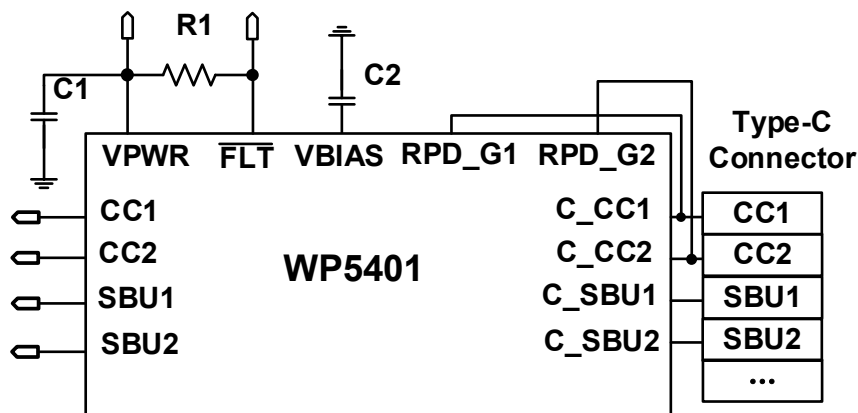 R1
C1
C2
VPWR FLT VBIAS RPD_G1 RPD_G2
Type-C
Connector
CC1 C_CC1 CC1
CC2 C_CC2 CC2
WP5401
SBU1 C_SBU1 SBU1
SBU2 C_SBU2 SBU2
...